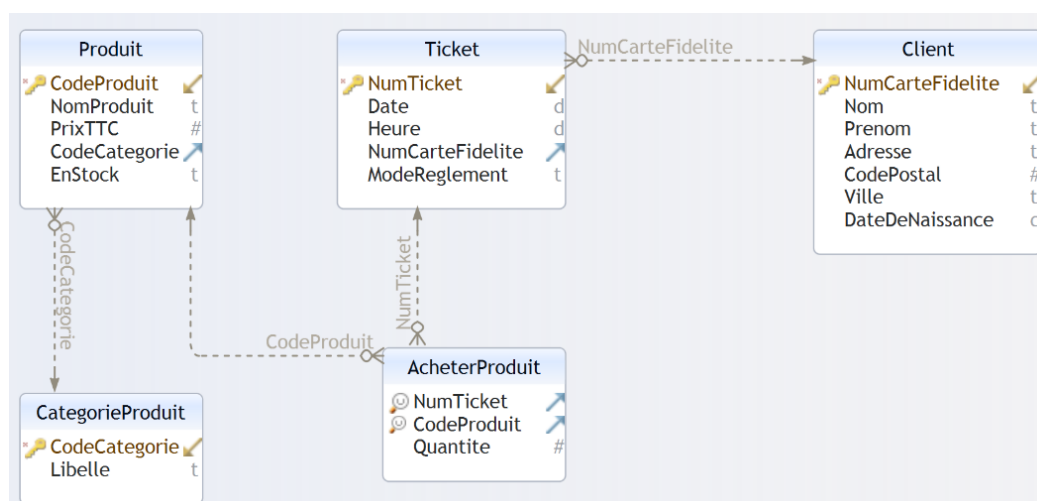 Produit
CodeProduit
NomProduit t
PrixTTC #
CodeCategorie
EnStock t
Ticket
NumTicket
Date d
Heure d
NumCarteFidelite
ModeReglement t
NumCarteFidelite
Client
NumCarteFidelite
Nom t
Prenom t
Adresse t
CodePostal #
Ville t
DateDeNaissance d
CodeCategorie
NumTicket
CodeProduit
CategorieProduit
CodeCategorie
Libelle t
AcheterProduit
NumTicket
CodeProduit
Quantite #